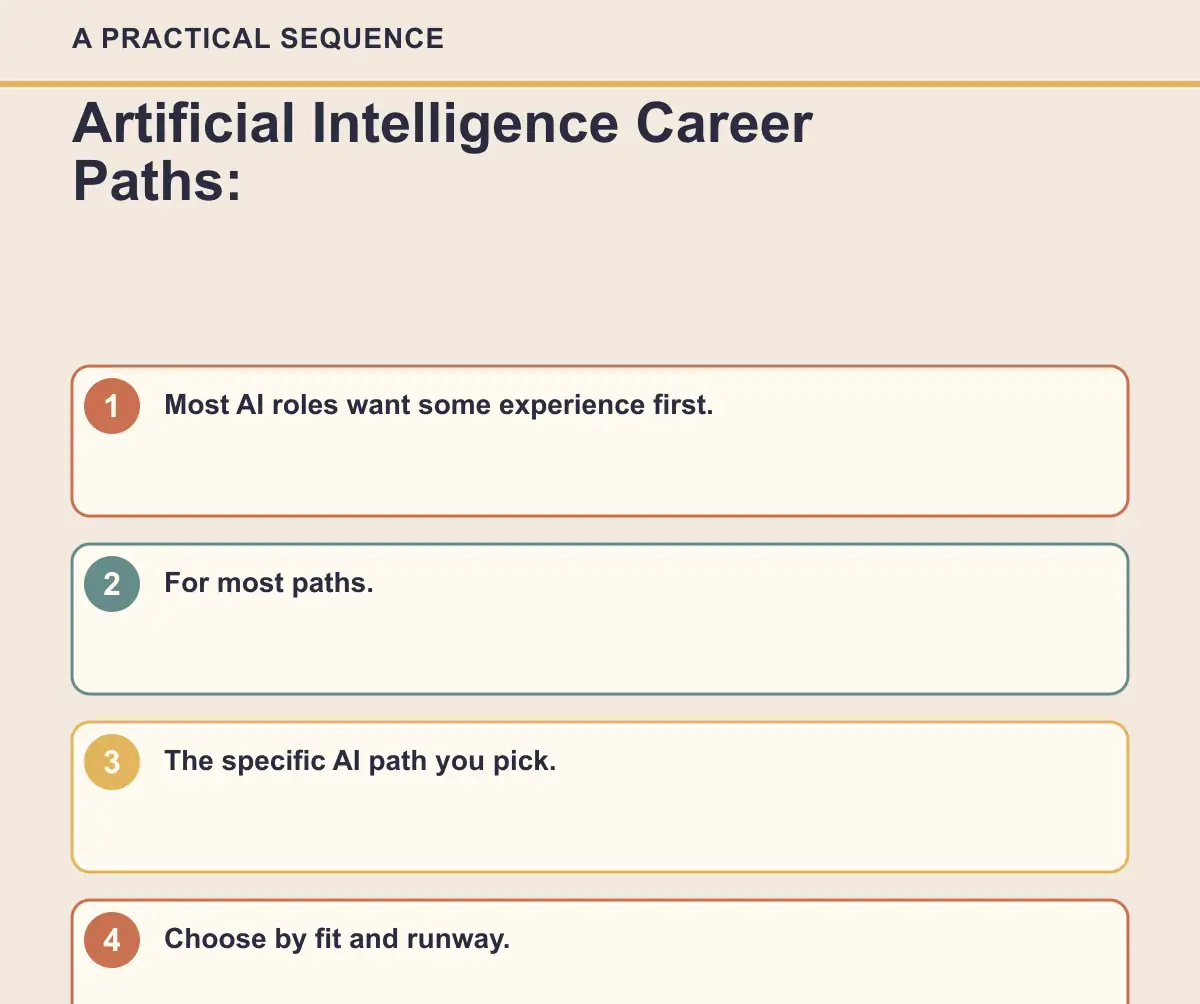 A PRACTICAL SEQUENCE
Artificial Intelligence Career
Paths:
1
Most AI roles want some experience first.
2
For most paths.
3
The specific AI path you pick.
4
Choose by fit and runway.